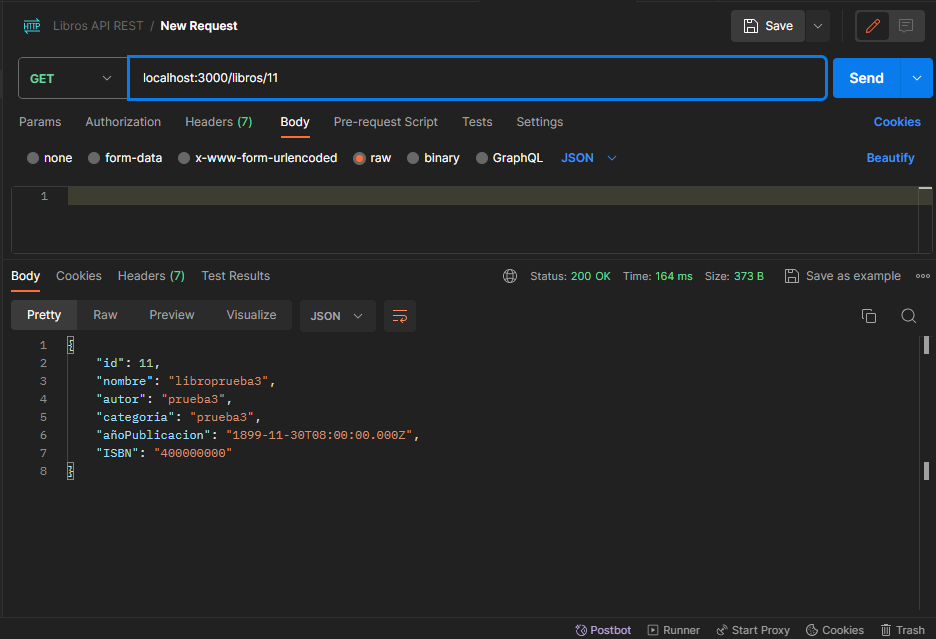 HTTP Libros API REST / New Request Save
GET localhost:3000/libros/11 Send
Params Authorization Headers (7) Body Pre-request Script Tests Settings Cookies
none form-data x-www-form-urlencoded raw binary GraphQL JSON Beautify
1
Body Cookies Headers (7) Test Results Status: 200 OK Time: 164 ms Size: 373 B Save as example
Pretty Raw Preview Visualize JSON
1 {
2 "id": 11,
3 "nombre": "libroprueba3",
4 "autor": "prueba3",
5 "categoria": "prueba3",
6 "añoPublicacion": "1899-11-30T08:00:00.000Z",
7 "ISBN": "400000000"
8 }
Postbot Runner Start Proxy Cookies Trash